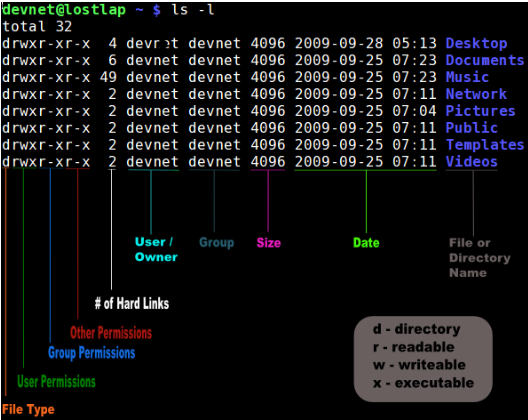 devnet@lostlap ~ $ ls -l
total 32
drwxr-xr-x 4 devnet devnet 4096 2009-09-28 05:13 Desktop
drwxr-xr-x 6 devnet devnet 4096 2009-09-25 07:23 Documents
drwxr-xr-x 49 devnet devnet 4096 2009-09-25 07:23 Music
drwxr-xr-x 2 devnet devnet 4096 2009-09-25 07:11 Network
drwxr-xr-x 2 devnet devnet 4096 2009-09-25 07:04 Pictures
drwxr-xr-x 2 devnet devnet 4096 2009-09-25 07:11 Public
drwxr-xr-x 2 devnet devnet 4096 2009-09-25 07:11 Templates
drwxr-xr-x 2 devnet devnet 4096 2009-09-25 07:11 Videos
User / Owner
Group
Size
Date
File or Directory Name
# of Hard Links
Other Permissions
Group Permissions
User Permissions
File Type
d - directory
r - readable
w - writeable
x - executable